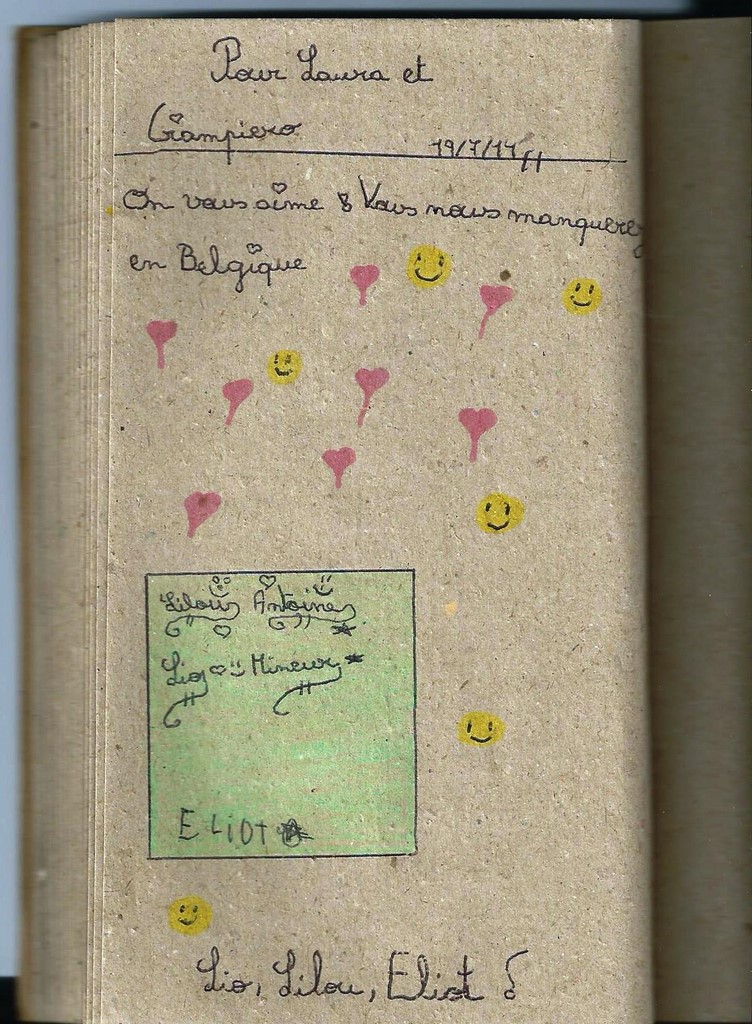 Pour Laura et
Giampiero
19/7/14
On vous aime ! Vous nous manquerez
en Belgique
Lilou Antoine
Lio Mineur
ELIOT
Lio, Lilou, Eliot !